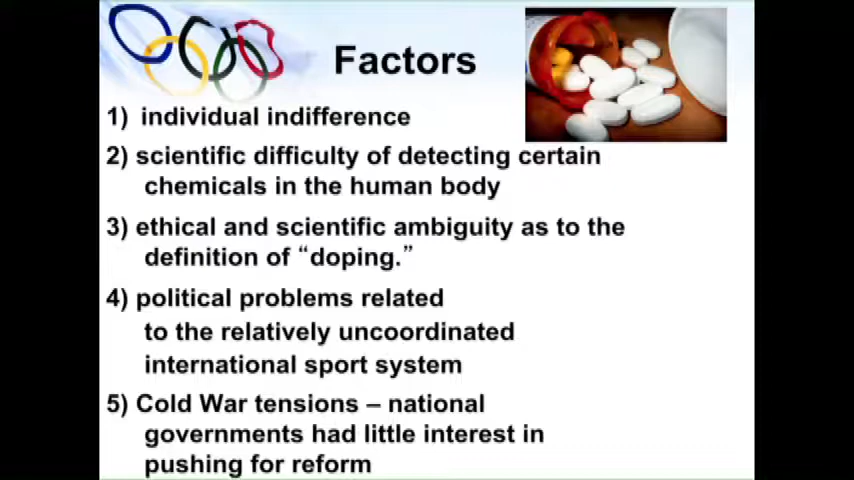 Factors
1) individual indifference
2) scientific difficulty of detecting certain
chemicals in the human body
3) ethical and scientific ambiguity as to the
definition of “doping.”
4) political problems related
to the relatively uncoordinated
international sport system
5) Cold War tensions – national
governments had little interest in
pushing for reform